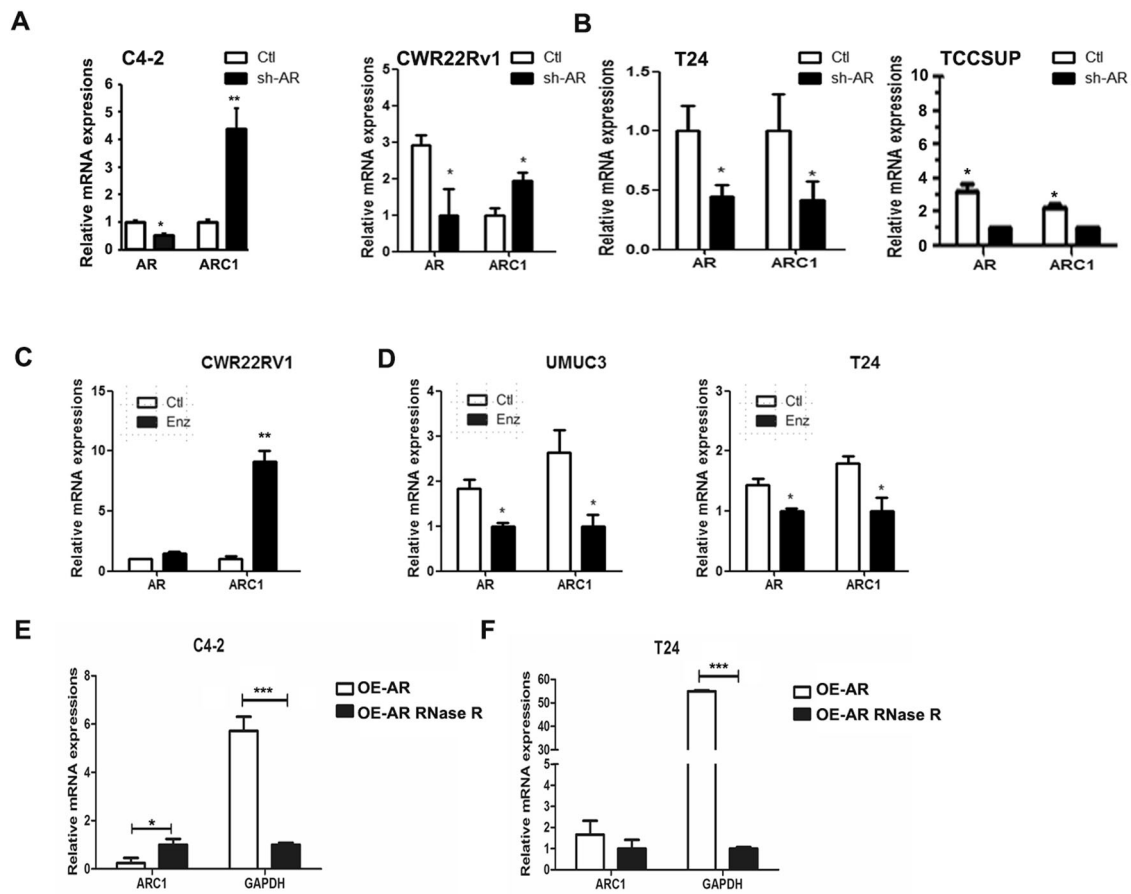 A
C4-2
Ctl
sh-AR
Relative mRNA expressions
6
5
4
3
2
1
0
**
*
AR
ARC1
CWR22Rv1
Ctl
sh-AR
Relative mRNA expressions
5
4
3
2
1
0
*
*
AR
ARC1
B
T24
Ctl
sh-AR
Relative mRNA expressions
1.5
1.0
0.5
0.0
*
*
AR
ARC1
TCCSUP
Ctl
sh-AR
Relative mRNA expressions
10
8
6
4
2
0
*
*
AR
ARC1
C
CWR22RV1
Ctl
Enz
Relative mRNA expressions
15
10
5
0
**
AR
ARC1
D
UMUC3
Ctl
Enz
Relative mRNA expressions
4
3
2
1
0
*
*
AR
ARC1
T24
Ctl
Enz
Relative mRNA expressions
3
2
1
0
*
*
AR
ARC1
E
C4-2
OE-AR
OE-AR RNase R
Relative mRNA expressions
8
6
4
2
0
*
***
ARC1
GAPDH
F
T24
OE-AR
OE-AR RNase R
Relative mRNA expressions
60
50
40
30
5
4
3
2
1
0
***
ARC1
GAPDH